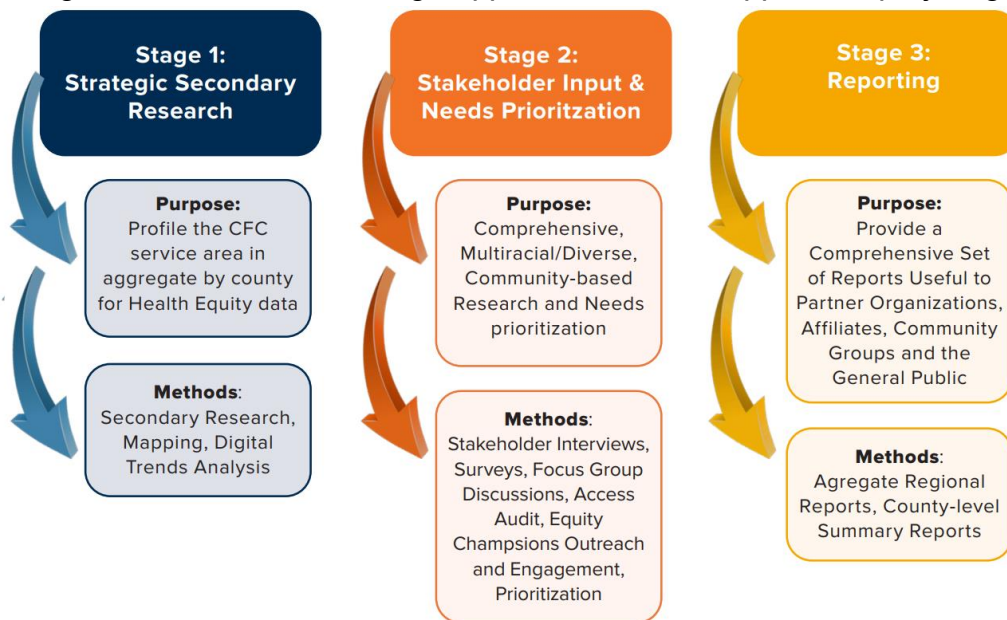 Stage 1:
Strategic Secondary
Research
Purpose:
Profile the CFC
service area in
aggregate by county
for Health Equity data
Methods:
Secondary Research,
Mapping, Digital
Trends Analysis
Stage 2:
Stakeholder Input &
Needs Prioritzation
Purpose:
Comprehensive,
Multiracial/Diverse,
Community-based
Research and Needs
prioritization
Methods:
Stakeholder Interviews,
Surveys, Focus Group
Discussions, Access
Audit, Equity
Champsions Outreach
and Engagement,
Prioritization
Stage 3:
Reporting
Purpose:
Provide a
Comprehensive Set
of Reports Useful to
Partner Organizations,
Affiliates, Community
Groups and the
General Public
Methods:
Agregate Regional
Reports, County-level
Summary Reports